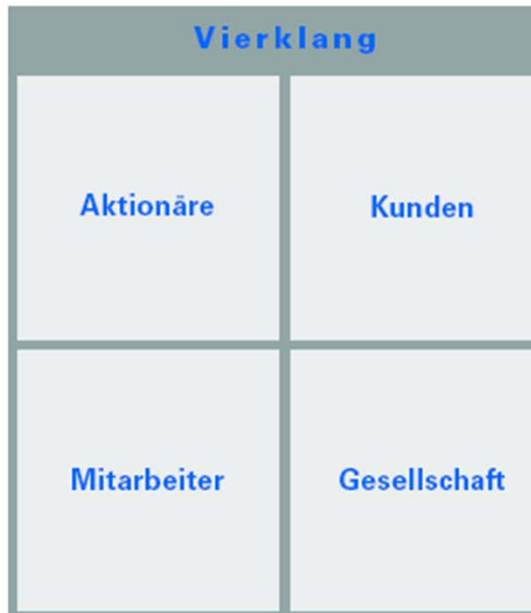 Vierklang
Aktionäre
Kunden
Mitarbeiter
Gesellschaft